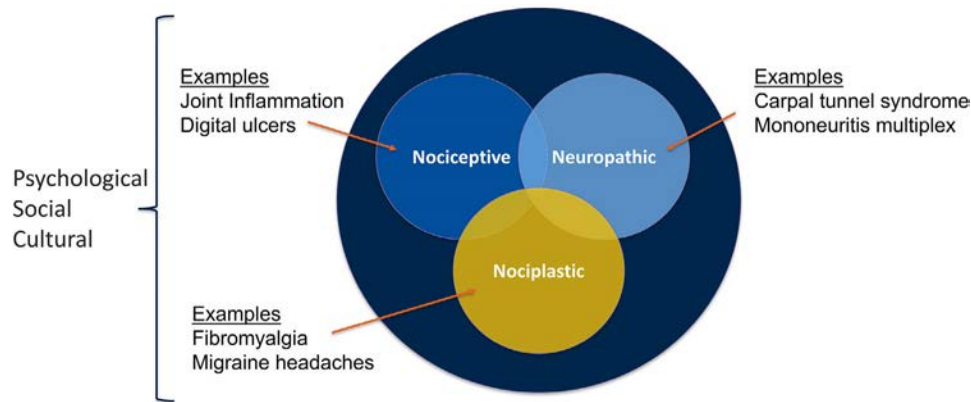 Psychological
Social
Cultural
Examples
Joint Inflammation
Digital ulcers
Nociceptive
Neuropathic
Nociplastic
Examples
Carpal tunnel syndrome
Mononeuritis multiplex
Examples
Fibromyalgia
Migraine headaches